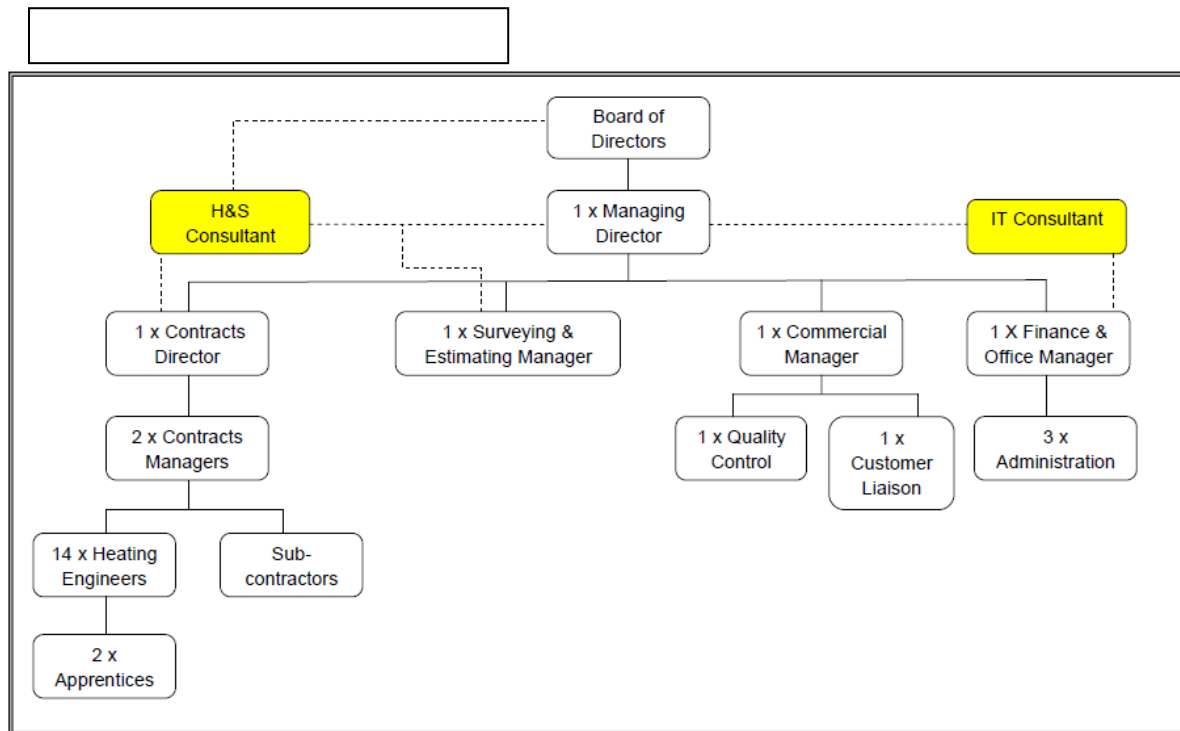 Board of
Directors
H&S
Consultant
1 x Managing
Director
IT Consultant
1 x Contracts
Director
1 x Surveying &
Estimating Manager
1 x Commercial
Manager
1 X Finance &
Office Manager
2 x Contracts
Managers
1 x Quality
Control
1 x
Customer
Liaison
3 x
Administration
14 x Heating
Engineers
Sub-
contractors
2 x
Apprentices